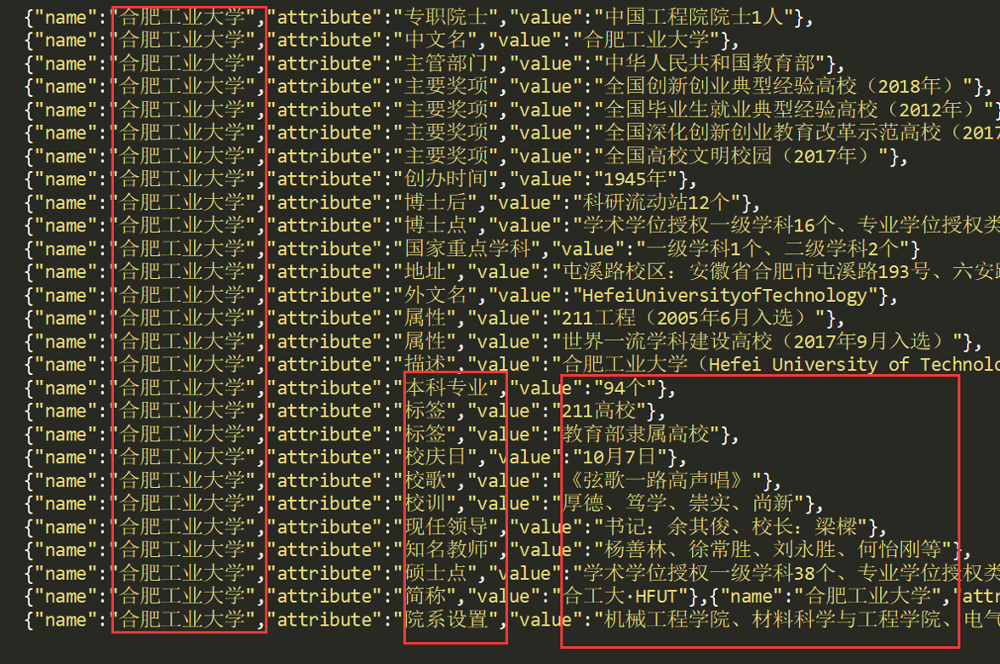 {"name":"合肥工业大学","attribute":"专职院士","value":"中国工程院院士1人"},
{"name":"合肥工业大学","attribute":"中文名","value":"合肥工业大学"},
{"name":"合肥工业大学","attribute":"主管部门","value":"中华人民共和国教育部"},
{"name":"合肥工业大学","attribute":"主要奖项","value":"全国创新创业典型经验高校（2018年）"},
{"name":"合肥工业大学","attribute":"主要奖项","value":"全国毕业生就业典型经验高校（2012年）"}
{"name":"合肥工业大学","attribute":"主要奖项","value":"全国深化创新创业教育改革示范高校（2017
{"name":"合肥工业大学","attribute":"主要奖项","value":"全国高校文明校园（2017年）"},
{"name":"合肥工业大学","attribute":"创办时间","value":"1945年"},
{"name":"合肥工业大学","attribute":"博士后","value":"科研流动站12个"},
{"name":"合肥工业大学","attribute":"博士点","value":"学术学位授权一级学科16个、专业学位授权类
{"name":"合肥工业大学","attribute":"国家重点学科","value":"一级学科1个、二级学科2个"}
{"name":"合肥工业大学","attribute":"地址","value":"屯溪路校区：安徽省合肥市屯溪路193号、六安路
{"name":"合肥工业大学","attribute":"外文名","value":"HefeiUniversityofTechnology"},
{"name":"合肥工业大学","attribute":"属性","value":"211工程（2005年6月入选）"},
{"name":"合肥工业大学","attribute":"属性","value":"世界一流学科建设高校（2017年9月入选）"},
{"name":"合肥工业大学","attribute":"描述","value":"合肥工业大学（Hefei University of Technolo
{"name":"合肥工业大学","attribute":"本科专业","value":"94个"},
{"name":"合肥工业大学","attribute":"标签","value":"211高校"},
{"name":"合肥工业大学","attribute":"标签","value":"教育部隶属高校"},
{"name":"合肥工业大学","attribute":"校庆日","value":"10月7日"},
{"name":"合肥工业大学","attribute":"校歌","value":"《弦歌一路高声唱》"},
{"name":"合肥工业大学","attribute":"校训","value":"厚德、笃学、崇实、尚新"},
{"name":"合肥工业大学","attribute":"现任领导","value":"书记：余其俊、校长：梁樑"},
{"name":"合肥工业大学","attribute":"知名教师","value":"杨善林、徐常胜、刘永胜、何怡刚等"},
{"name":"合肥工业大学","attribute":"硕士点","value":"学术学位授权一级学科38个、专业学位授权类
{"name":"合肥工业大学","attribute":"简称","value":"合工大·HFUT"},{"name":"合肥工业大学","attr
{"name":"合肥工业大学","attribute":"院系设置","value":"机械工程学院、材料科学与工程学院、电气